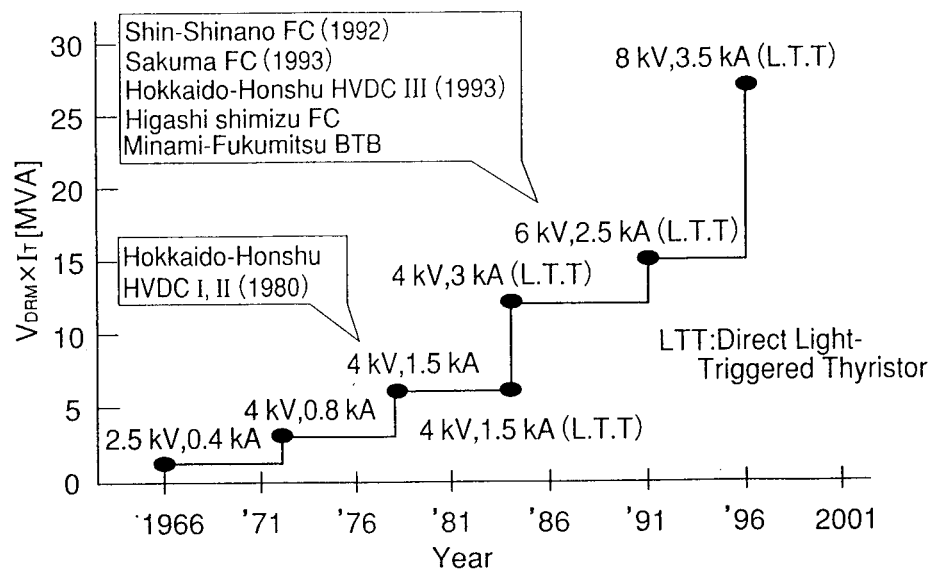 Shin-Shinano FC (1992)
Sakuma FC (1993)
Hokkaido-Honshu HVDC III (1993)
Higashi shimizu FC
Minami-Fukumitsu BTB
8 kV,3.5 kA (L.T.T)
6 kV,2.5 kA (L.T.T)
Hokkaido-Honshu
HVDC I, II (1980)
4 kV,3 kA (L.T.T)
LTT:Direct Light-
Triggered Thyristor
4 kV,1.5 kA
4 kV,0.8 kA
4 kV,1.5 kA (L.T.T)
2.5 kV,0.4 kA
VDRM × IT [MVA]
30
25
20
15
10
5
0
1966 '71 '76 '81 '86 '91 '96 2001
Year